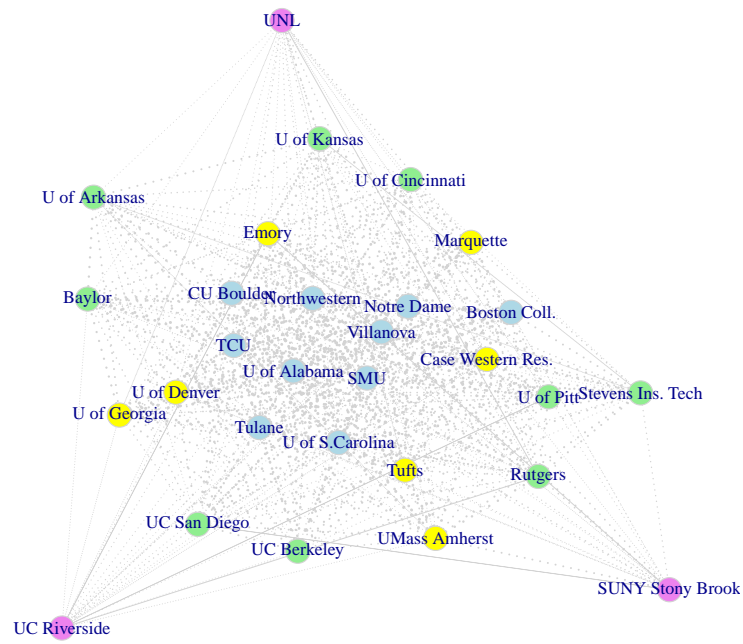 UNL
U of Kansas
U of Cincinnati
U of Arkansas
Emory
Marquette
CU Boulder
Northwestern
Baylor
Notre Dame
Boston Coll.
Villanova
TCU
Case Western Res.
U of Alabama
SMU
U of Denver
U of Pitt
Stevens Ins. Tech
U of Georgia
Tulane
U of S.Carolina
Tufts
Rutgers
UC San Diego
UMass Amherst
UC Berkeley
SUNY Stony Brook
UC Riverside